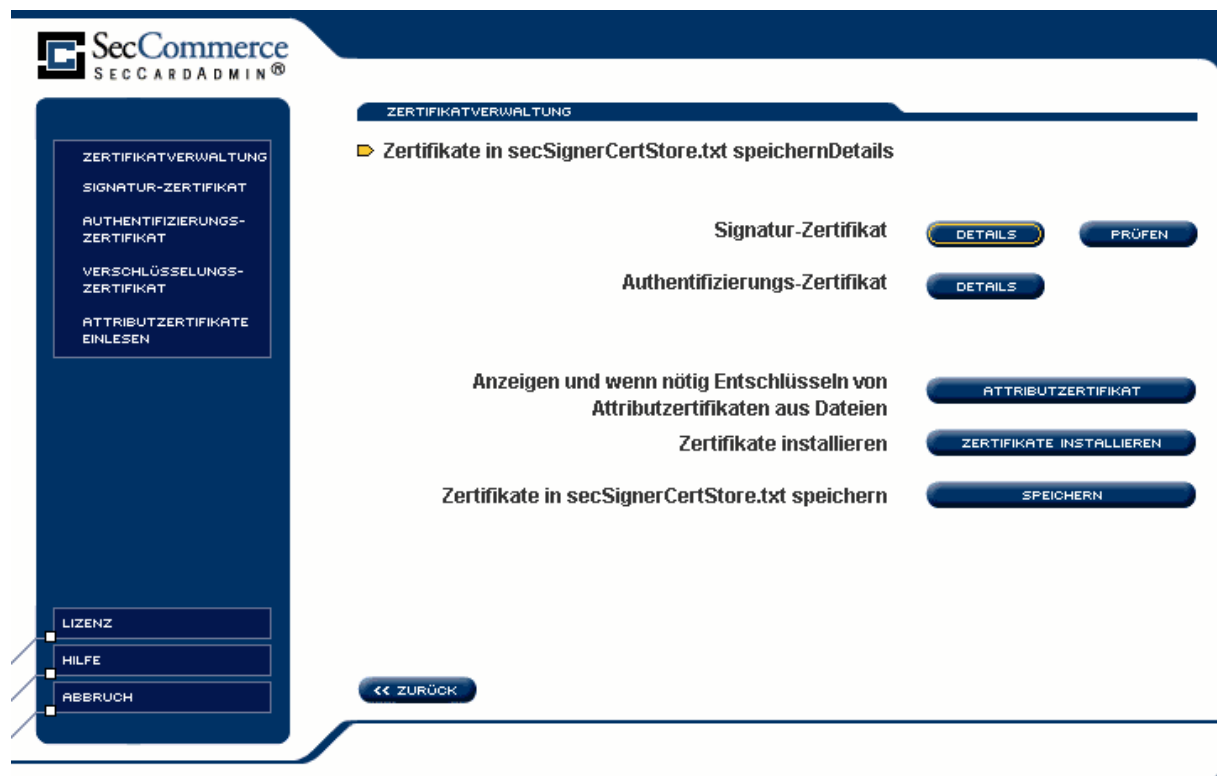 SecCommerce
SECCARDADMIN®
ZERTIFIKATVERWALTUNG
SIGNATUR-ZERTIFIKAT
AUTHENTIFIZIERUNGS-
ZERTIFIKAT
VERSCHLÜSSELUNGS-
ZERTIFIKAT
ATTRIBUTZERTIFIKATE
EINLESEN
LIZENZ
HILFE
ABBRUCH
ZERTIFIKATVERWALTUNG
Zertifikate in secSignerCertStore.txt speichernDetails
Signatur-Zertifikat DETAILS PRÜFEN
Authentifizierungs-Zertifikat DETAILS
Anzeigen und wenn nötig Entschlüsseln von
Attributzertifikaten aus Dateien
ATTRIBUTZERTIFIKAT
Zertifikate installieren ZERTIFIKATE INSTALLIEREN
Zertifikate in secSignerCertStore.txt speichern SPEICHERN
<< ZURÜCK